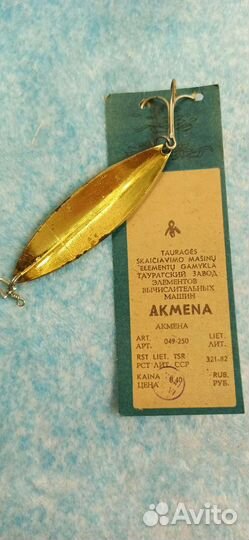 TAURAGĖS
SKAIČIAVIMO MAŠINŲ
ELEMENTŲ GAMYKLA
ТАУРАГСКИЙ ЗАВОД
ЭЛЕМЕНТОВ
ВЫЧИСЛИТЕЛЬНЫХ
МАШИН
AKMENA
АКМЕНА
ART. 049-250 LIET.
АРТ. ЛИТ.
RST LIET. TSR 321-82
РСТ ЛИТ. ССР
KAINA RUB.
ЦЕНА РУБ.
Avito